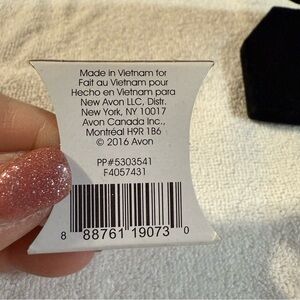 Made in Vietnam for
Fait au Vietnam pour
Hecho en Vietnam para
New Avon LLC, Distr.
New York, NY 10017
Avon Canada Inc.,
Montréal H9R 1B6
© 2016 Avon
PP#5303541
F4057431
8 88761 19073 0